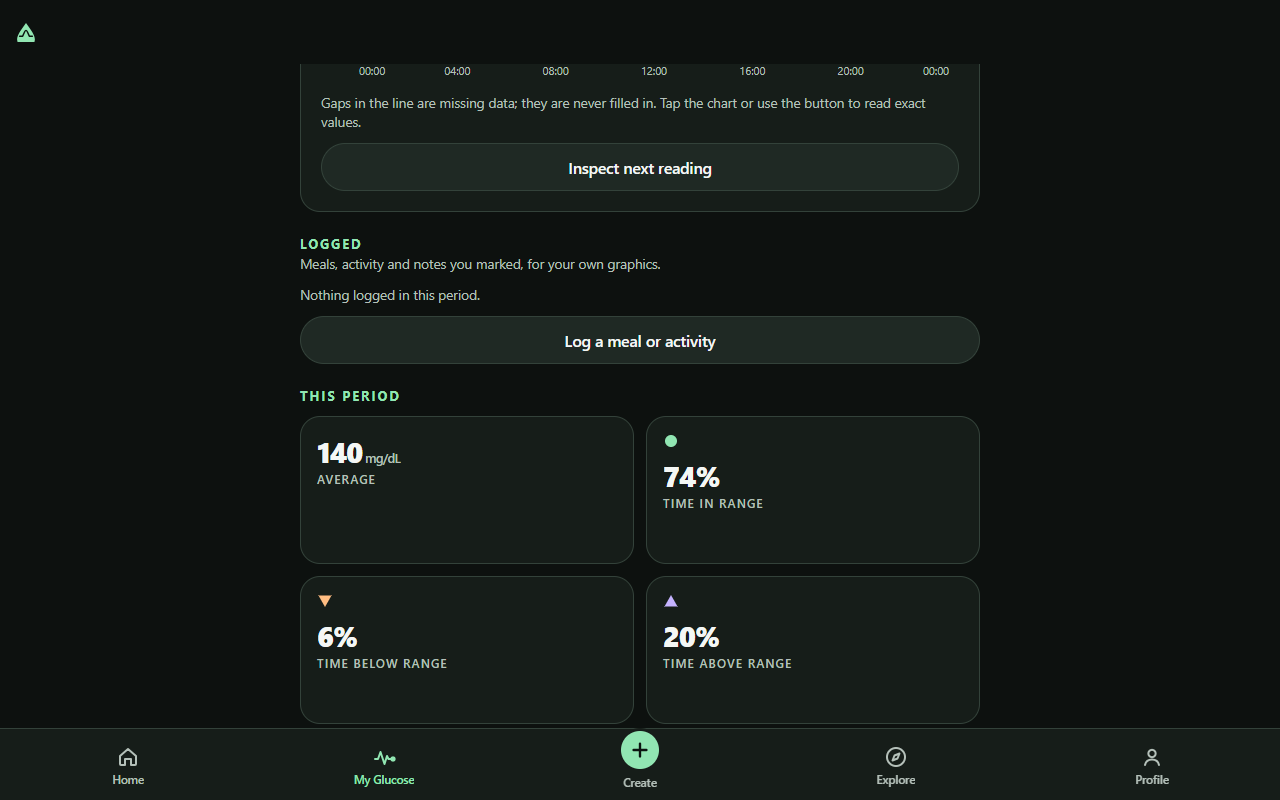 00:00 04:00 08:00 12:00 16:00 20:00 00:00
Gaps in the line are missing data; they are never filled in. Tap the chart or use the button to read exact
values.
Inspect next reading
LOGGED
Meals, activity and notes you marked, for your own graphics.
Nothing logged in this period.
Log a meal or activity
THIS PERIOD
140 mg/dL
AVERAGE
74%
TIME IN RANGE
6%
TIME BELOW RANGE
20%
TIME ABOVE RANGE
Home
My Glucose
Create
Explore
Profile